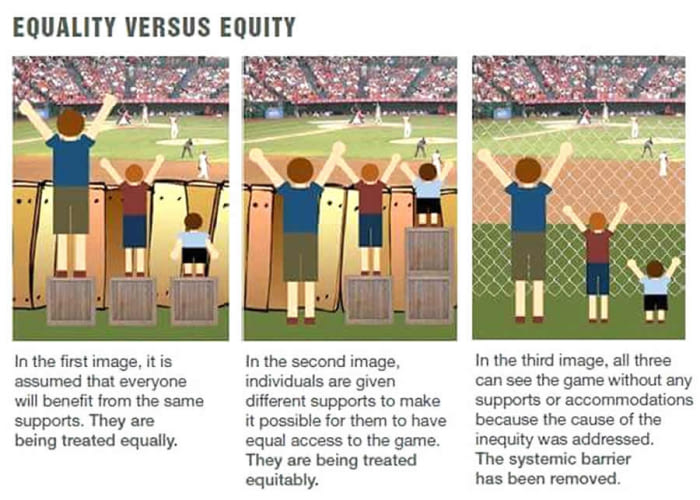 EQUALITY VERSUS EQUITY
In the first image, it is
assumed that everyone
will benefit from the same
supports. They are
being treated equally.
In the second image,
individuals are given
different supports to make
it possible for them to have
equal access to the game.
They are being treated
equitably.
In the third image, all three
can see the game without any
supports or accommodations
because the cause of the
inequity was addressed.
The systemic barrier
has been removed.